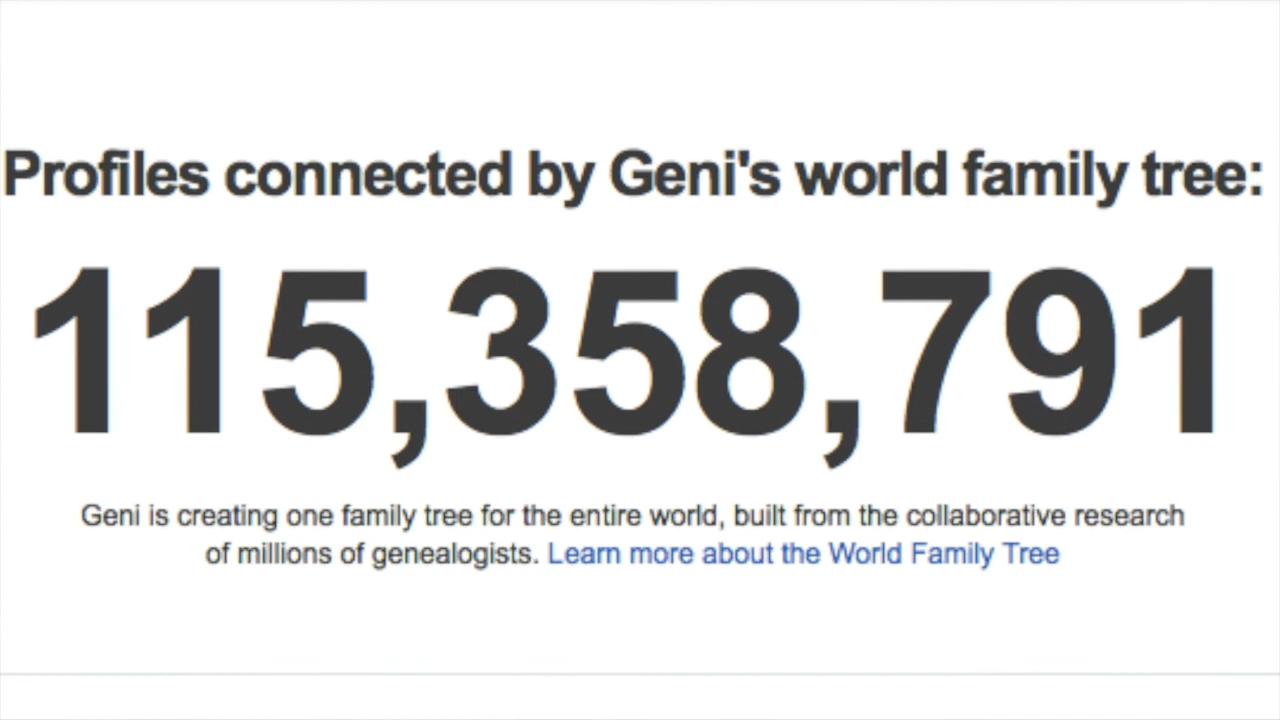 Profiles connected by Geni's world family tree:
115,358,791
Geni is creating one family tree for the entire world, built from the collaborative research
of millions of genealogists. Learn more about the World Family Tree